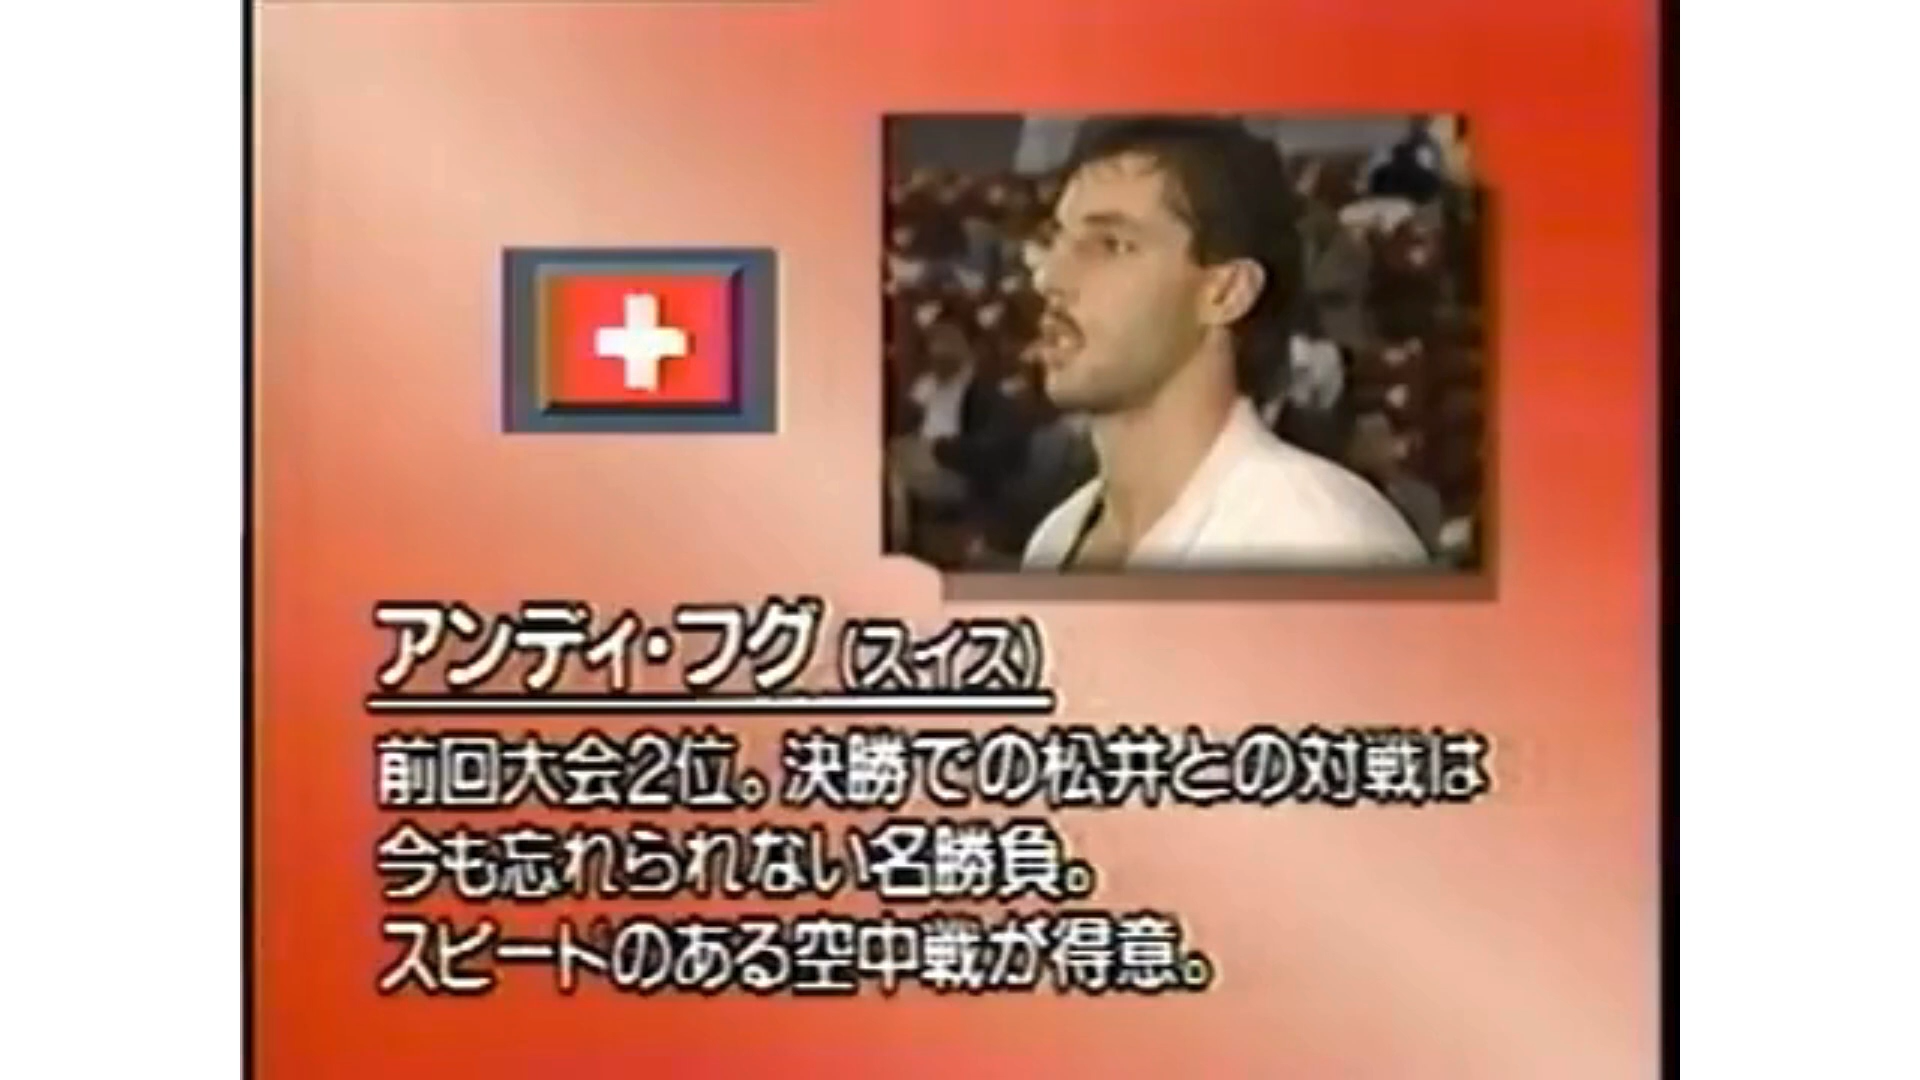 アンディ・フグ(スイス)
前回大会2位。決勝での松井との対戦は
今も忘れられない名勝負。
スピードのある空中戦が得意。